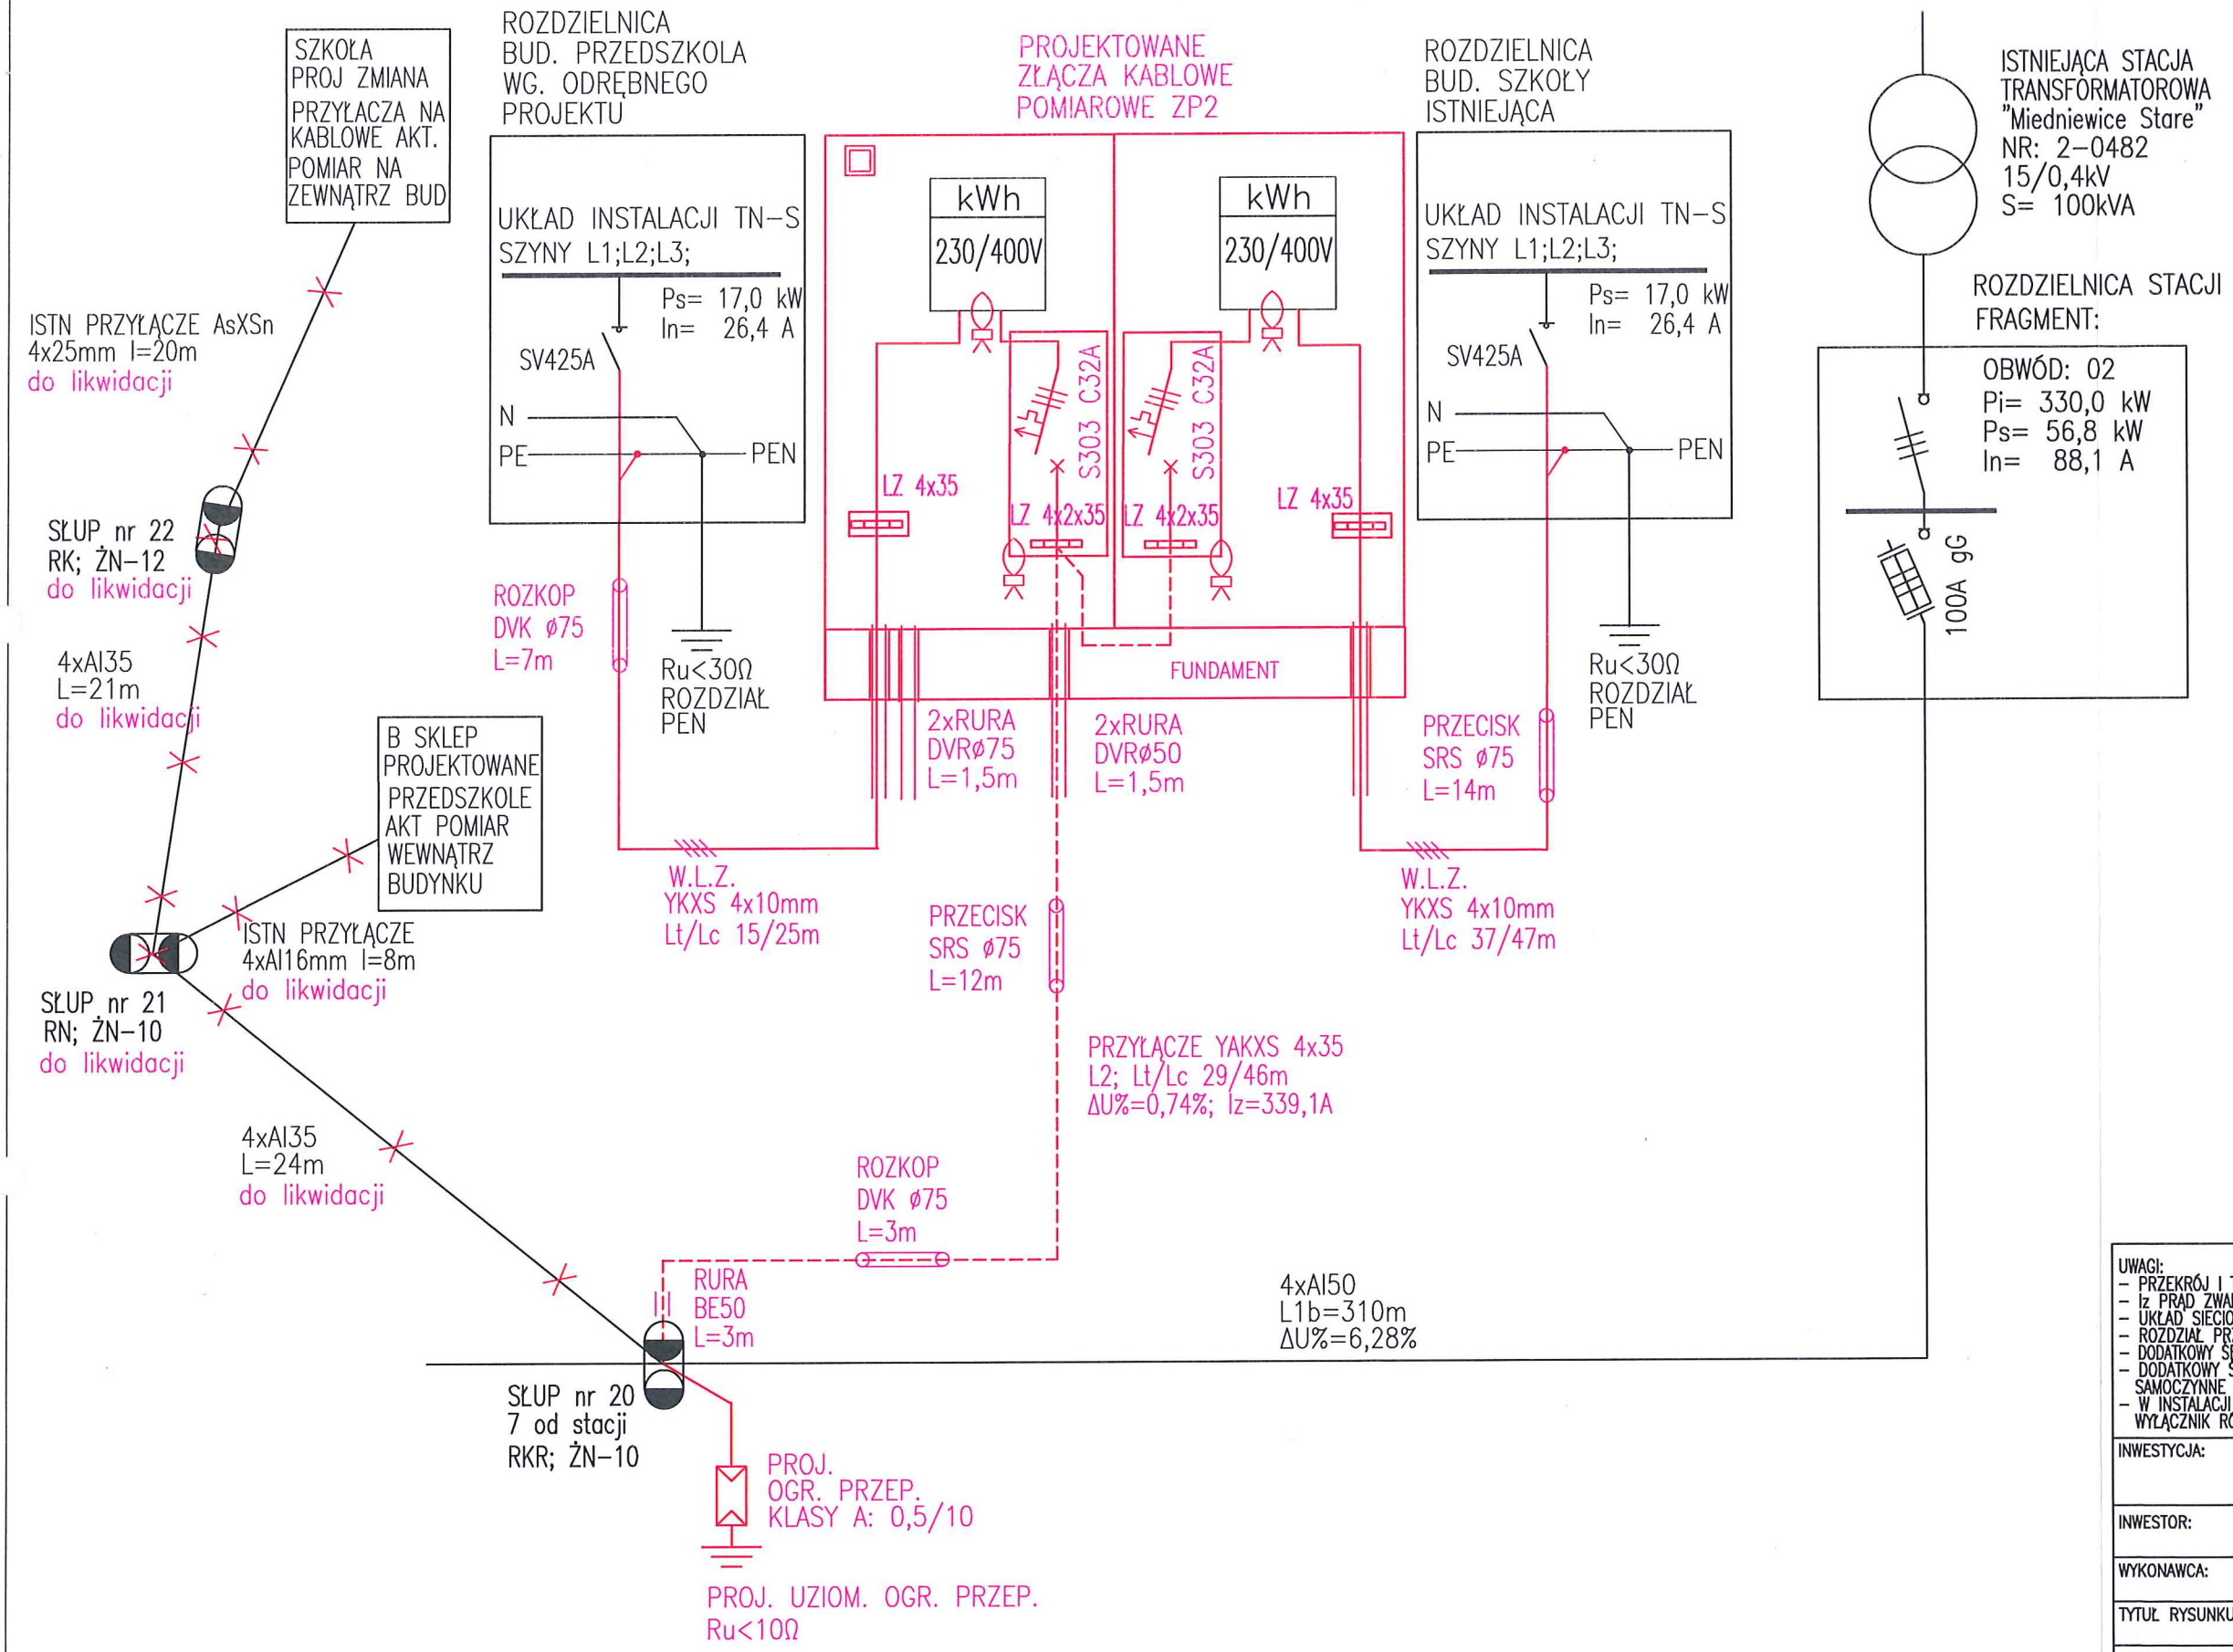 SZKOŁA
PROJ ZMIANA
PRZYŁĄCZA NA
KABLOWE AKT.
POMIAR NA
ZEWNĄTRZ BUD
ROZDZIELNICA
BUD. PRZEDSZKOLA
WG. ODRĘBNEGO
PROJEKTU
UKŁAD INSTALACJI TN-S
SZYNY L1;L2;L3;
Ps= 17,0 kW
In= 26,4 A
SV425A
N
PE
PEN
ROZKOP
DVK ø75
L=7m
Ru<30Ω
ROZDZIAŁ
PEN
PROJEKTOWANE
ZŁĄCZA KABLOWE
POMIAROWE ZP2
kWh
230/400V
kWh
230/400V
S303 C32A
S303 C32A
LZ 4x35
LZ 4x2x35
LZ 4x2x35
LZ 4x35
FUNDAMENT
2xRURA
DVRø75
L=1,5m
2xRURA
DVRø50
L=1,5m
ROZDZIELNICA
BUD. SZKOŁY
ISTNIEJĄCA
UKŁAD INSTALACJI TN-S
SZYNY L1;L2;L3;
Ps= 17,0 kW
In= 26,4 A
SV425A
N
PE
PEN
Ru<30Ω
ROZDZIAŁ
PEN
PRZECISK
SRS ø75
L=14m
ISTNIEJĄCA STACJA
TRANSFORMATOROWA
"Miedniewice Stare"
NR: 2-0482
15/0,4kV
S= 100kVA
ROZDZIELNICA STACJI
FRAGMENT:
OBWÓD: 02
Pi= 330,0 kW
Ps= 56,8 kW
In= 88,1 A
100A gG
ISTN PRZYŁĄCZE AsXSn
4x25mm l=20m
do likwidacji
SŁUP nr 22
RK; ŻN-12
do likwidacji
4xAl35
L=21m
do likwidacji
B SKLEP
PROJEKTOWANE
PRZEDSZKOLE
AKT POMIAR
WEWNĄTRZ
BUDYNKU
ISTN PRZYŁĄCZE
4xAl16mm l=8m
do likwidacji
SŁUP nr 21
RN; ŻN-10
do likwidacji
W.L.Z.
YKXS 4x10mm
Lt/Lc 15/25m
PRZECISK
SRS ø75
L=12m
W.L.Z.
YKXS 4x10mm
Lt/Lc 37/47m
PRZYŁĄCZE YAKXS 4x35
L2; Lt/Lc 29/46m
ΔU%=0,74%; Iz=339,1A
4xAl35
L=24m
do likwidacji
ROZKOP
DVK ø75
L=3m
RURA
BE50
L=3m
4xAl50
L1b=310m
ΔU%=6,28%
SŁUP nr 20
7 od stacji
RKR; ŻN-10
PROJ.
OGR. PRZEP.
KLASY A: 0,5/10
PROJ. UZIOM. OGR. PRZEP.
Ru<10Ω
UWAGI:
- PRZEKRÓJ I
- Iz PRĄD
- UKŁAD
- ROZDZIAŁ
- DODATKOWY
- DODATKOWY
SAMOCZYNNE
- W INSTALACJI
WYŁĄCZNIK
INWESTYCJA:
INWESTOR:
WYKONAWCA:
TYTUŁ RYSUNKU